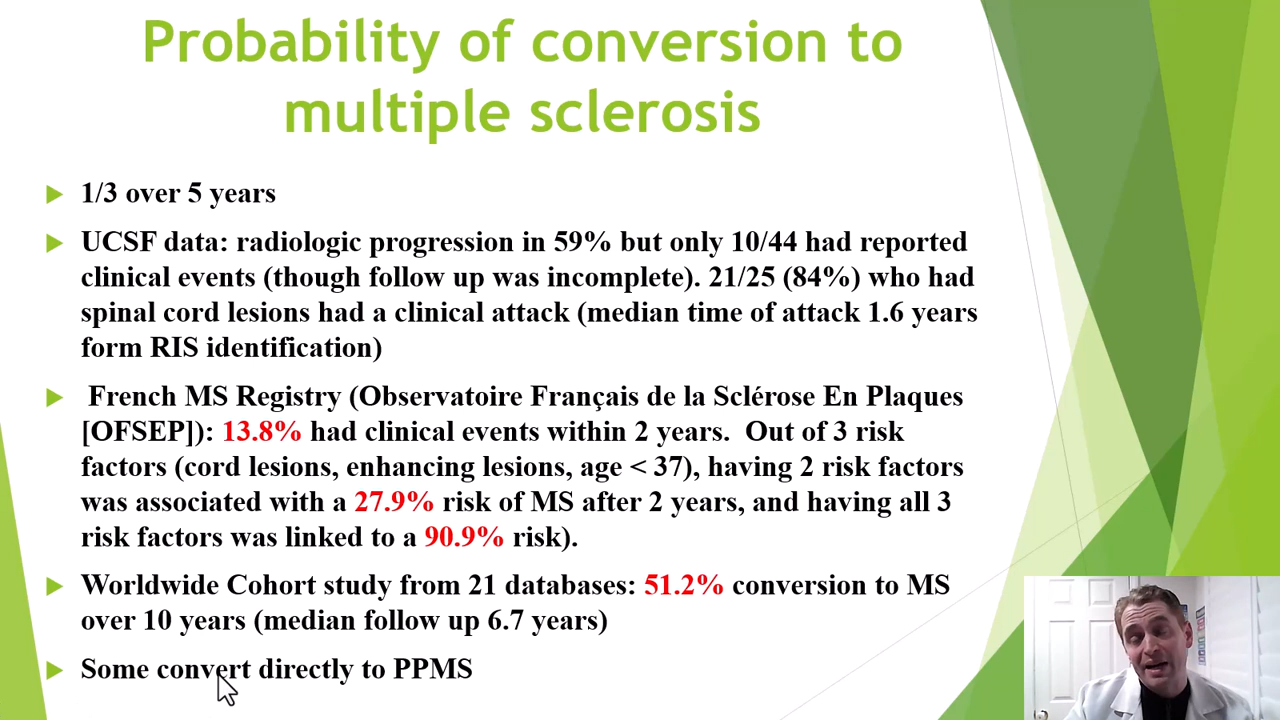 Probability of conversion to
multiple sclerosis
1/3 over 5 years
UCSF data: radiologic progression in 59% but only 10/44 had reported
clinical events (though follow up was incomplete). 21/25 (84%) who had
spinal cord lesions had a clinical attack (median time of attack 1.6 years
form RIS identification)
French MS Registry (Observatoire Français de la Sclérose En Plaques
[OFSEP]): 13.8% had clinical events within 2 years. Out of 3 risk
factors (cord lesions, enhancing lesions, age < 37), having 2 risk factors
was associated with a 27.9% risk of MS after 2 years, and having all 3
risk factors was linked to a 90.9% risk).
Worldwide Cohort study from 21 databases: 51.2% conversion to MS
over 10 years (median follow up 6.7 years)
Some convert directly to PPMS